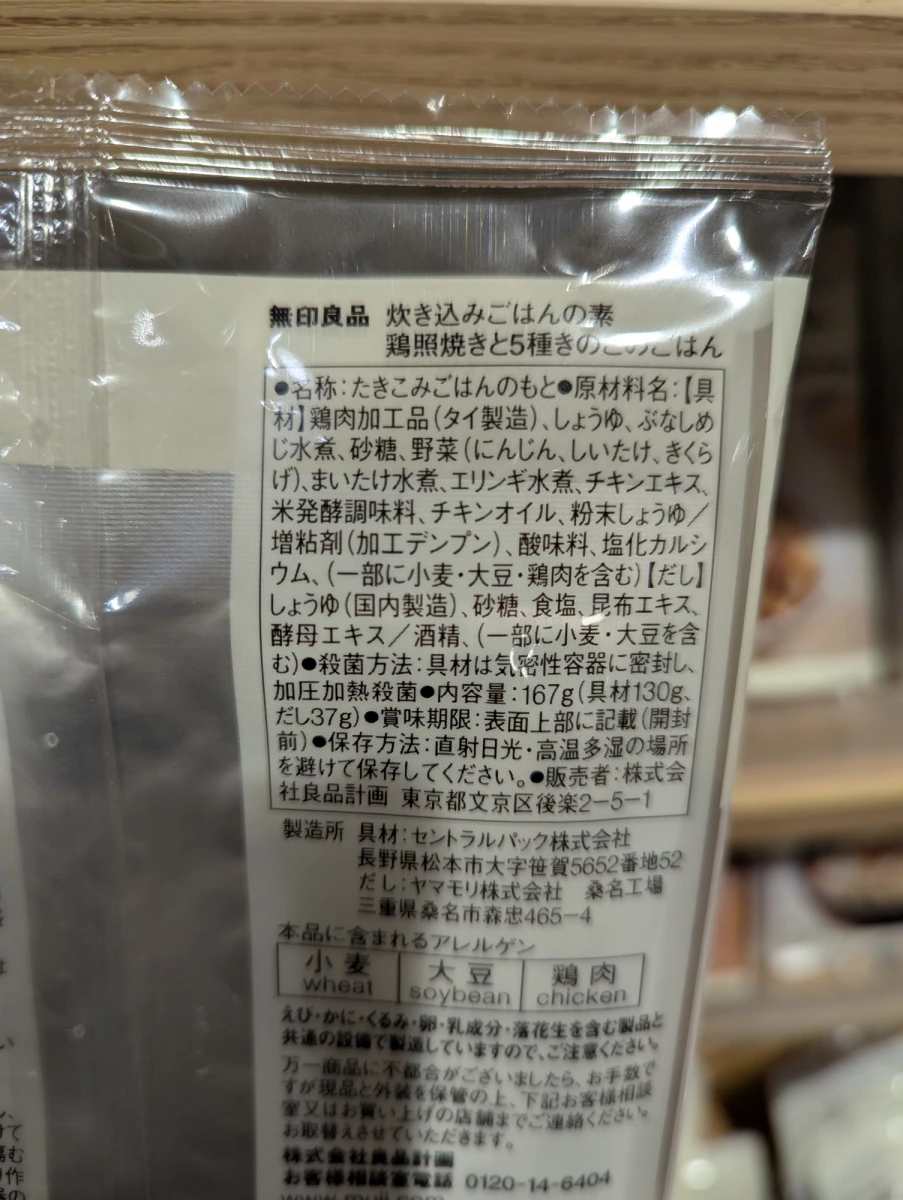 無印良品 炊き込みごはんの素
鶏照焼きと5種きのこのごはん
●名称:たきこみごはんのもと●原材料名:【具
材】鶏肉加工品(タイ製造)、しょうゆ、ぶなしめ
じ水煮、砂糖、野菜(にんじん、しいたけ、きくら
げ)、まいたけ水煮、エリンギ水煮、チキンエキス、
米発酵調味料、チキンオイル、粉末しょうゆ/
増粘剤(加工デンプン)、酸味料、塩化カルシ
ウム、(一部に小麦・大豆・鶏肉を含む)【だし】
しょうゆ(国内製造)、砂糖、食塩、昆布エキス、
酵母エキス/酒精、(一部に小麦・大豆を含
む)●殺菌方法:具材は気密性容器に密封し、
加圧加熱殺菌●内容量:167g(具材130g、
だし37g)●賞味期限:表面上部に記載(開封
前)●保存方法:直射日光・高温多湿の場所
を避けて保存してください。●販売者:株式会
社良品計画 東京都文京区後楽2-5-1
製造所 具材:セントラルパック株式会社
長野県松本市大字笹賀5652番地52
だし:ヤマモリ株式会社 桑名工場
三重県桑名市森忠465-4
本品に含まれるアレルゲン
小麦 大豆 鶏肉
wheat soybean chicken
えび・かに・くるみ・卵・乳成分・落花生を含む製品と
共通の設備で製造していますので、ご注意ください。
万一商品に不都合がございましたら、お手数で
すが現品と外装を保管の上、下記お客様相談
室又はお買い上げの店舗までご連絡ください。
お取替えさせていただきます。
株式会社良品計画
お客様相談室電話 0120-14-6404